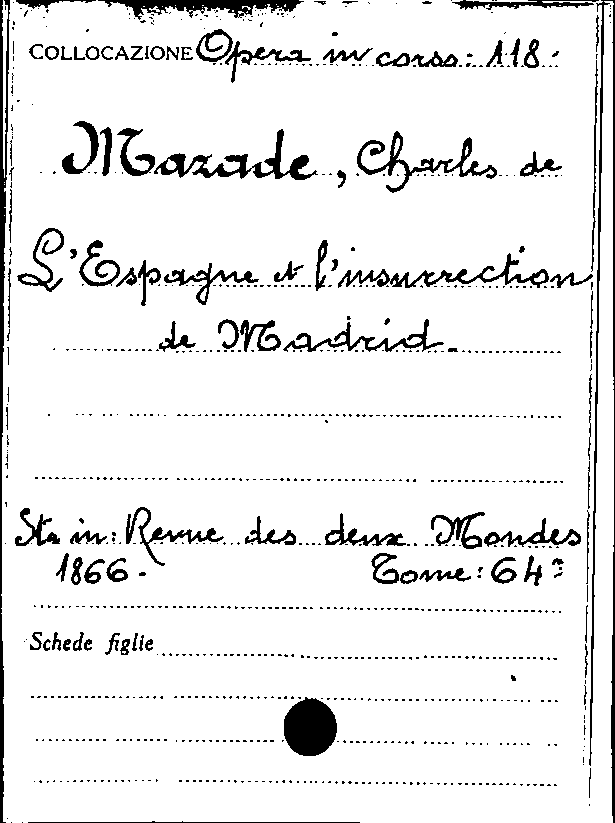 COLLOCAZIONE Opera in corso: 118.
Mazade, Charles de
L'Espagne et l'insurrection
de Madrid.
Sta in: Revue des deux Mondes
1866. Tome: 64º
Schede figlie